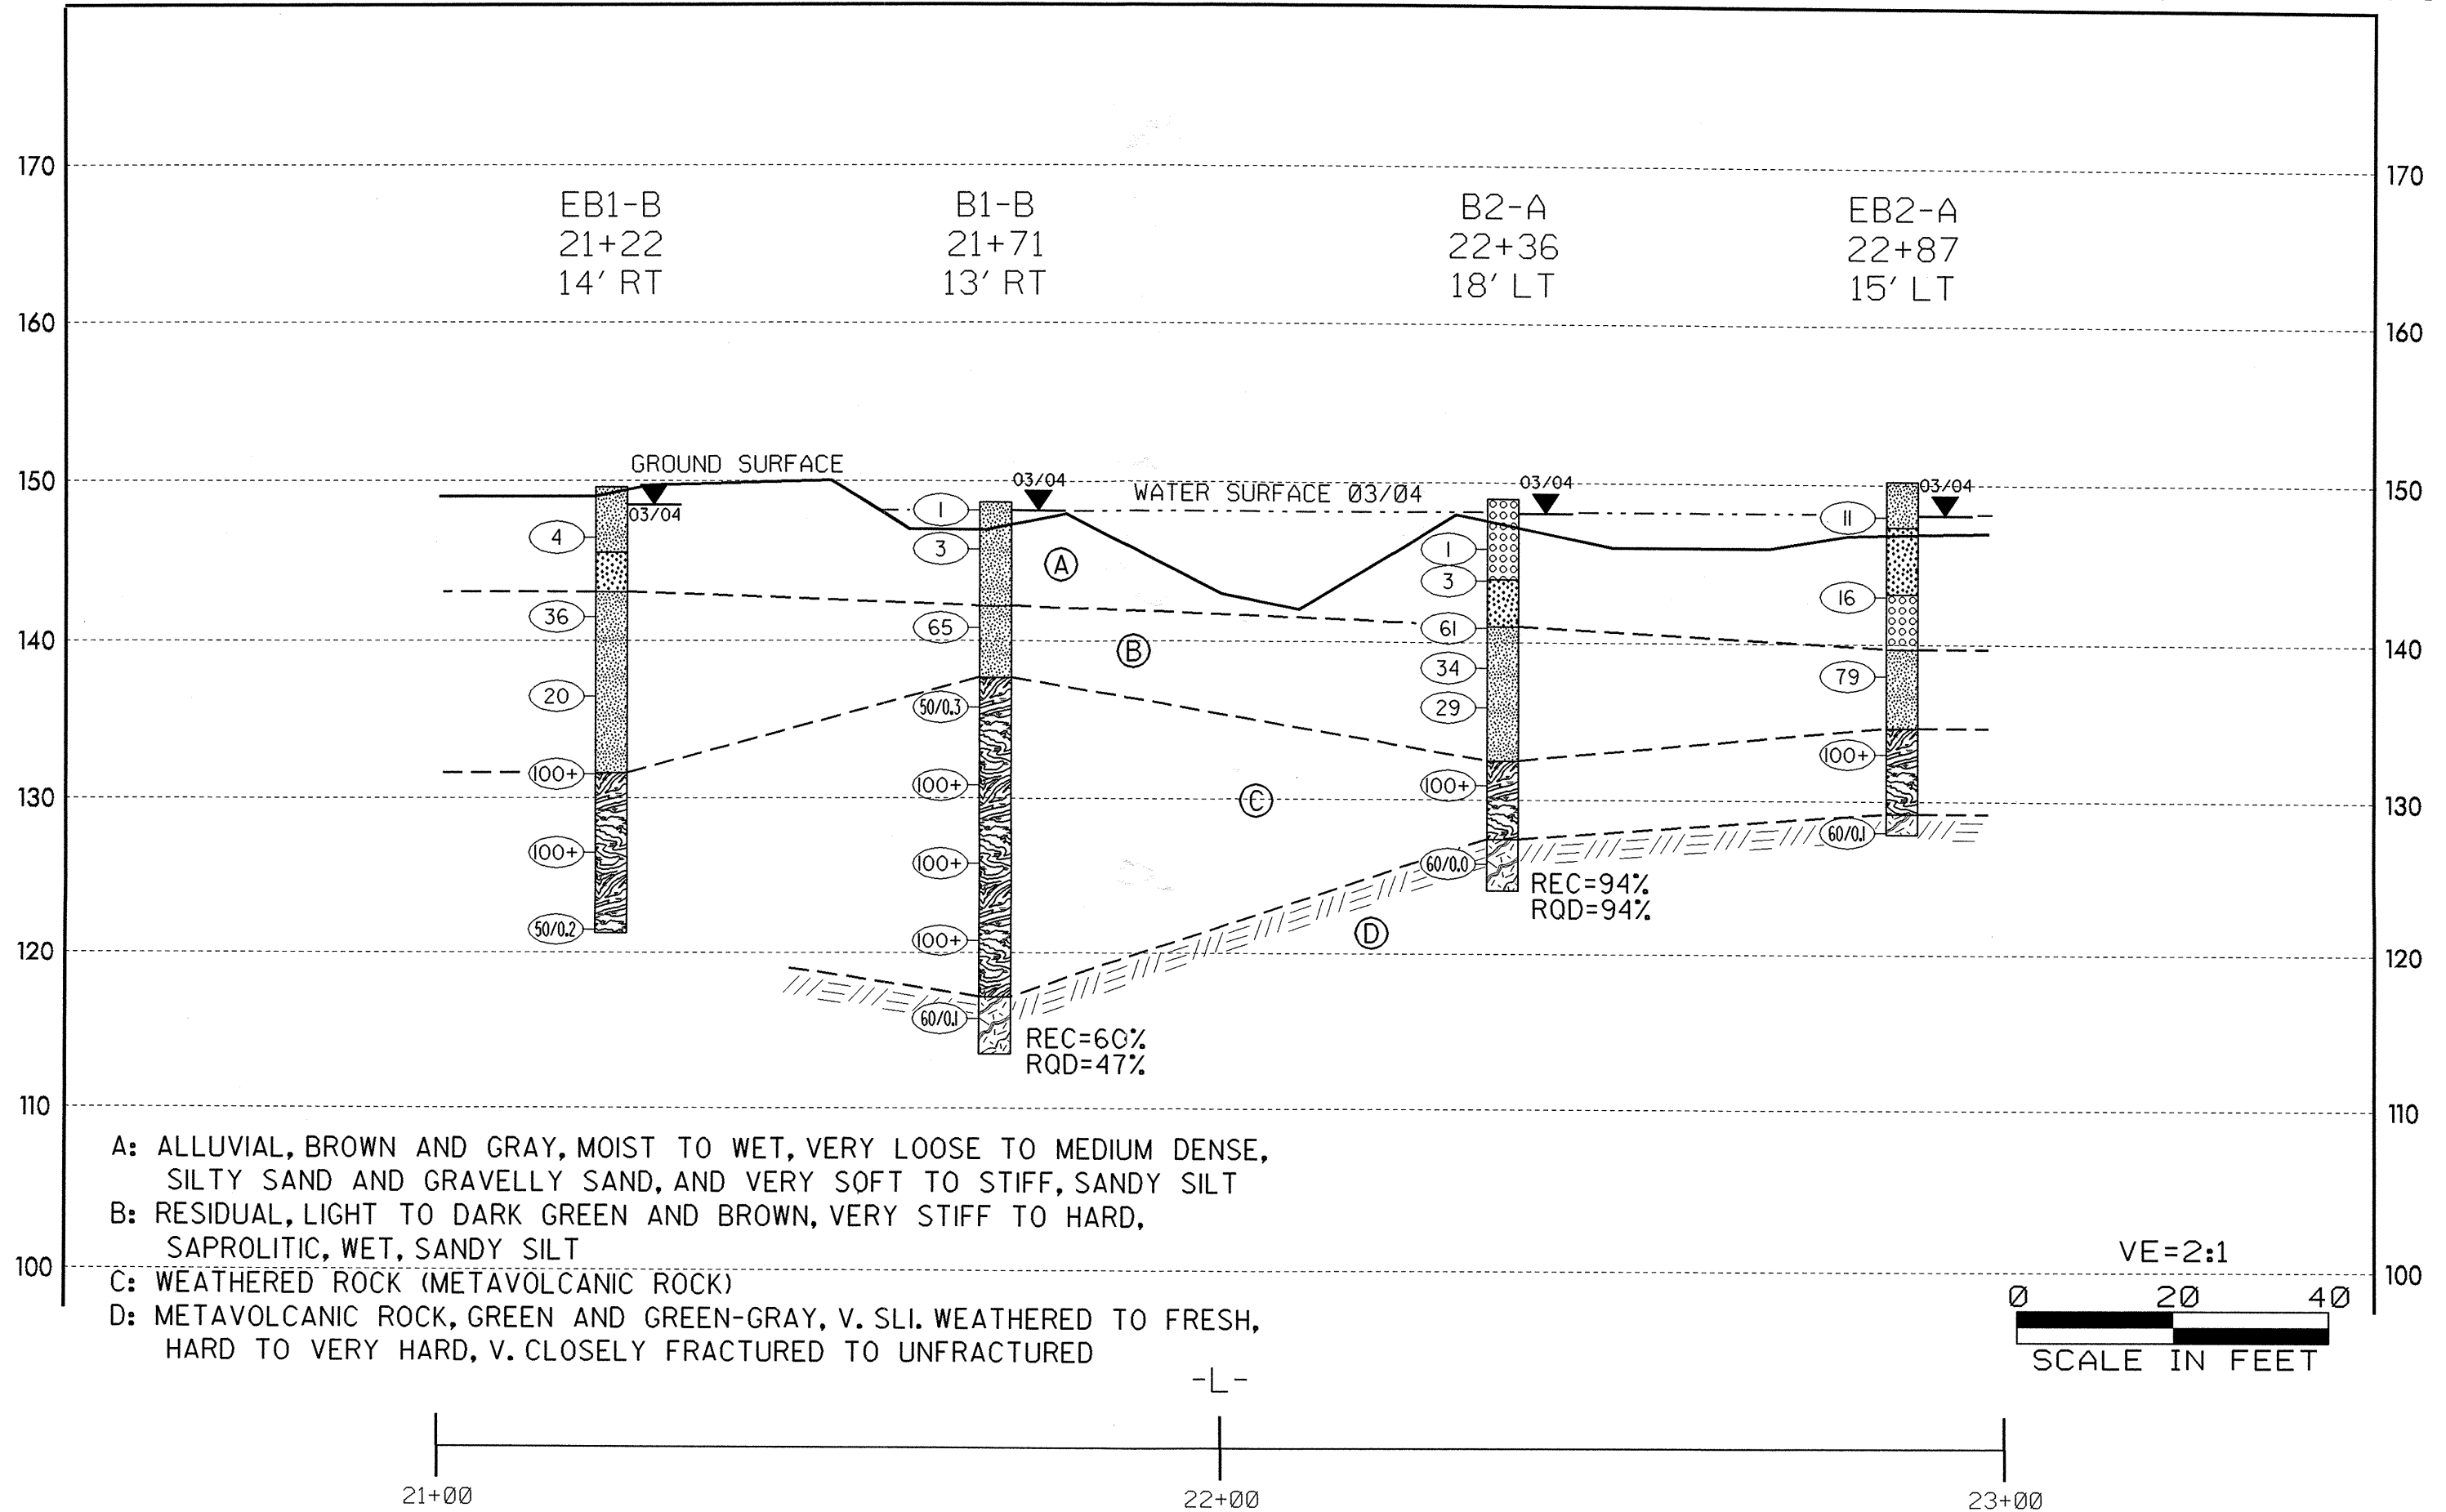 170
170
EB1-B
21+22
14' RT
B1-B
21+71
13' RT
B2-A
22+36
18' LT
EB2-A
22+87
15' LT
160
160
150
150
GROUND SURFACE
03/04
03/04
WATER SURFACE 03/04
03/04
03/04
4
36
20
100+
100+
50/0.2
1
3
65
50/0.3
100+
100+
100+
60/0.1
REC=60%
RQD=47%
1
3
61
34
29
100+
60/0.0
REC=94%
RQD=94%
11
16
79
100+
60/0.1
A
B
C
D
140
140
130
130
120
120
110
110
100
100
A: ALLUVIAL, BROWN AND GRAY, MOIST TO WET, VERY LOOSE TO MEDIUM DENSE,
SILTY SAND AND GRAVELLY SAND, AND VERY SOFT TO STIFF, SANDY SILT
B: RESIDUAL, LIGHT TO DARK GREEN AND BROWN, VERY STIFF TO HARD,
SAPROLITIC, WET, SANDY SILT
C: WEATHERED ROCK (METAVOLCANIC ROCK)
D: METAVOLCANIC ROCK, GREEN AND GREEN-GRAY, V. SLI. WEATHERED TO FRESH,
HARD TO VERY HARD, V. CLOSELY FRACTURED TO UNFRACTURED
VE=2:1
0 20 40
SCALE IN FEET
-L-
21+00
22+00
23+00